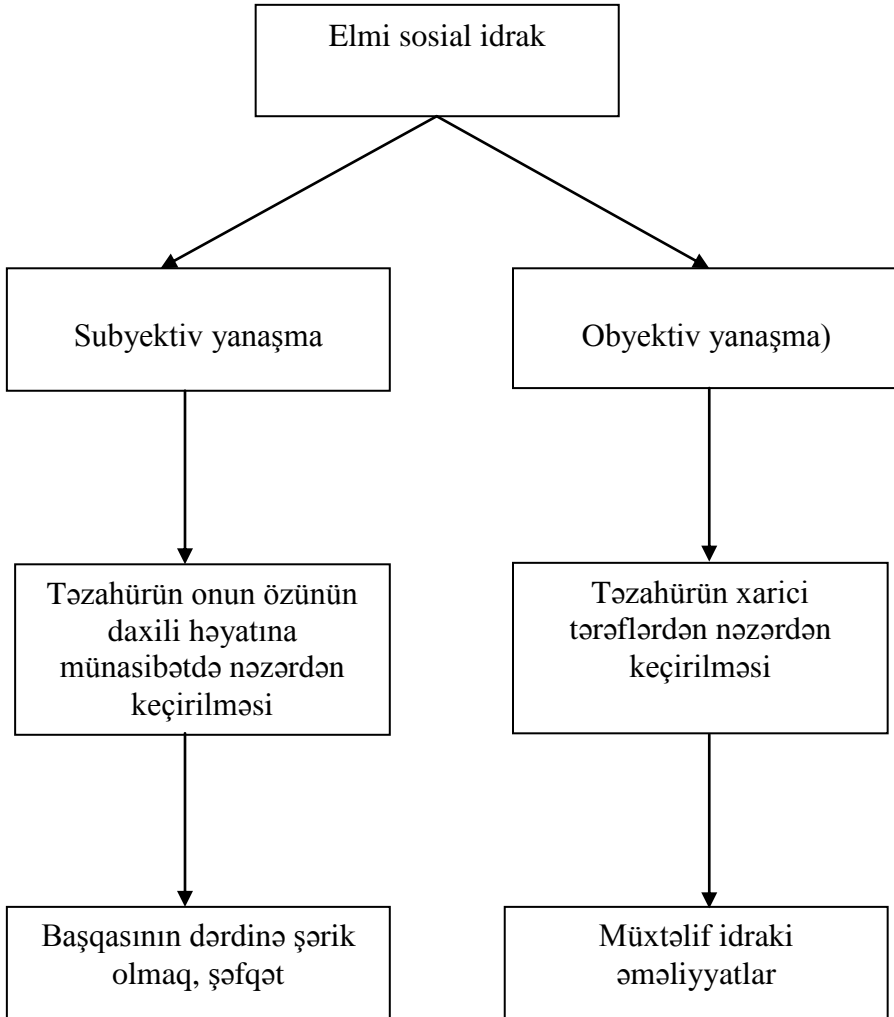 Elmi sosial idrak
Subyektiv yanaşma
Obyektiv yanaşma)
Təzahürün onun özünün
daxili həyatına
münasibətdə nəzərdən
keçirilməsi
Təzahürün xarici
tərəflərdən nəzərdən
keçirilməsi
Başqasının dərdinə şərik
olmaq, şəfqət
Müxtəlif idraki
əməliyyatlar